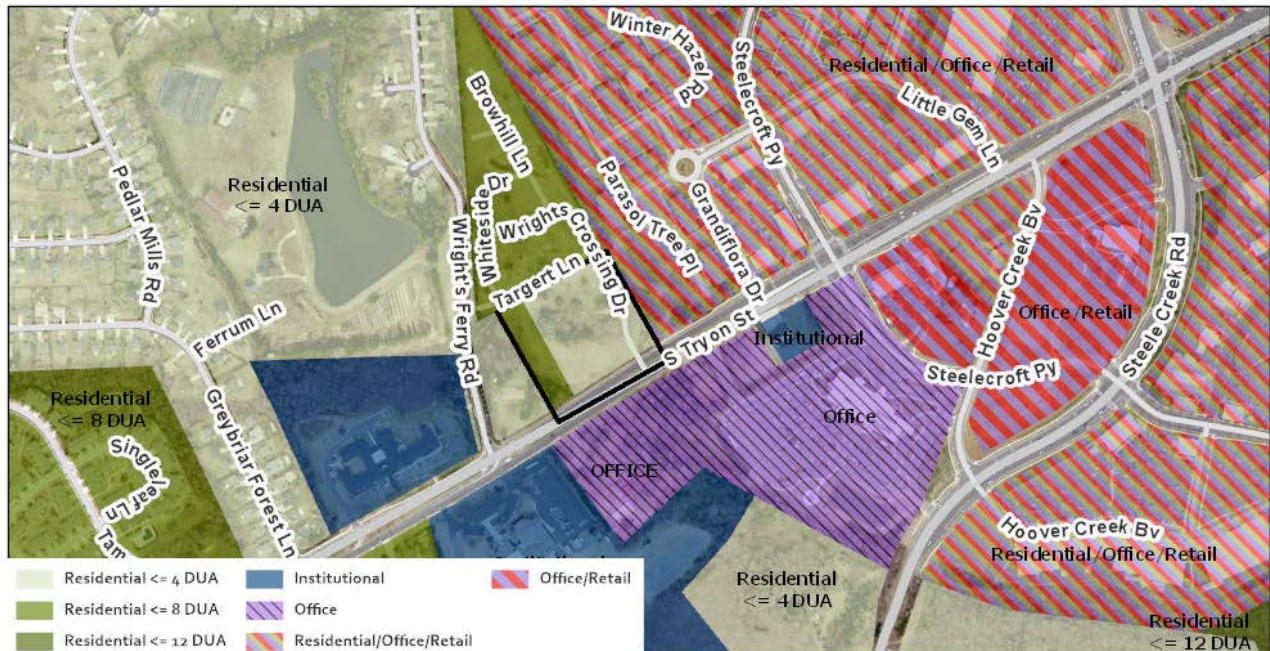 Winter Hazel Rd
Steelecroft Py
Residential/Office/Retail
Little Gem Ln
Browhill Ln
Pedlar Mills Rd
Residential
<= 4 DUA
Whiteside Dr
Wrights Crossing Dr
Parasol Tree Pl
Grandiflora Dr
Targert Ln
Wright's Ferry Rd
Ferrum Ln
S Tryon St
Institutional
Office/Retail
Hoover Creek Bv
Steele Creek Rd
Steelecroft Py
Residential
<= 8 DUA
Greybriar Forest Ln
Office
OFFICE
Singleleaf Ln
Tam
Hoover Creek Bv
Residential/Office/Retail
Residential
<= 4 DUA
Residential
<= 12 DUA
Residential <= 4 DUA
Institutional
Office/Retail
Residential <= 8 DUA
Office
Residential <= 12 DUA
Residential/Office/Retail